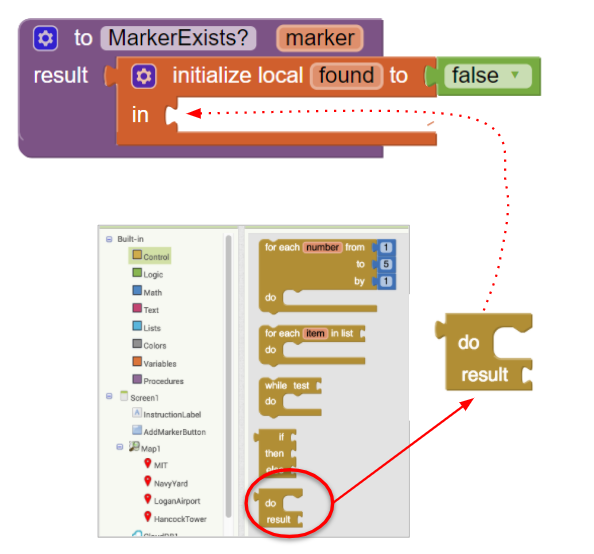 to MarkerExists? marker
result initialize local found to false
in
Built-in
Control
Logic
Math
Text
Lists
Colors
Variables
Procedures
Screen1
InstructionLabel
AddMarkerButton
Map1
MIT
NavyYard
LoganAirport
HancockTower
CloudDB1
for each number from 1
to 5
by 1
do
for each item in list
do
while test
do
if
then
else
do
result
do
result